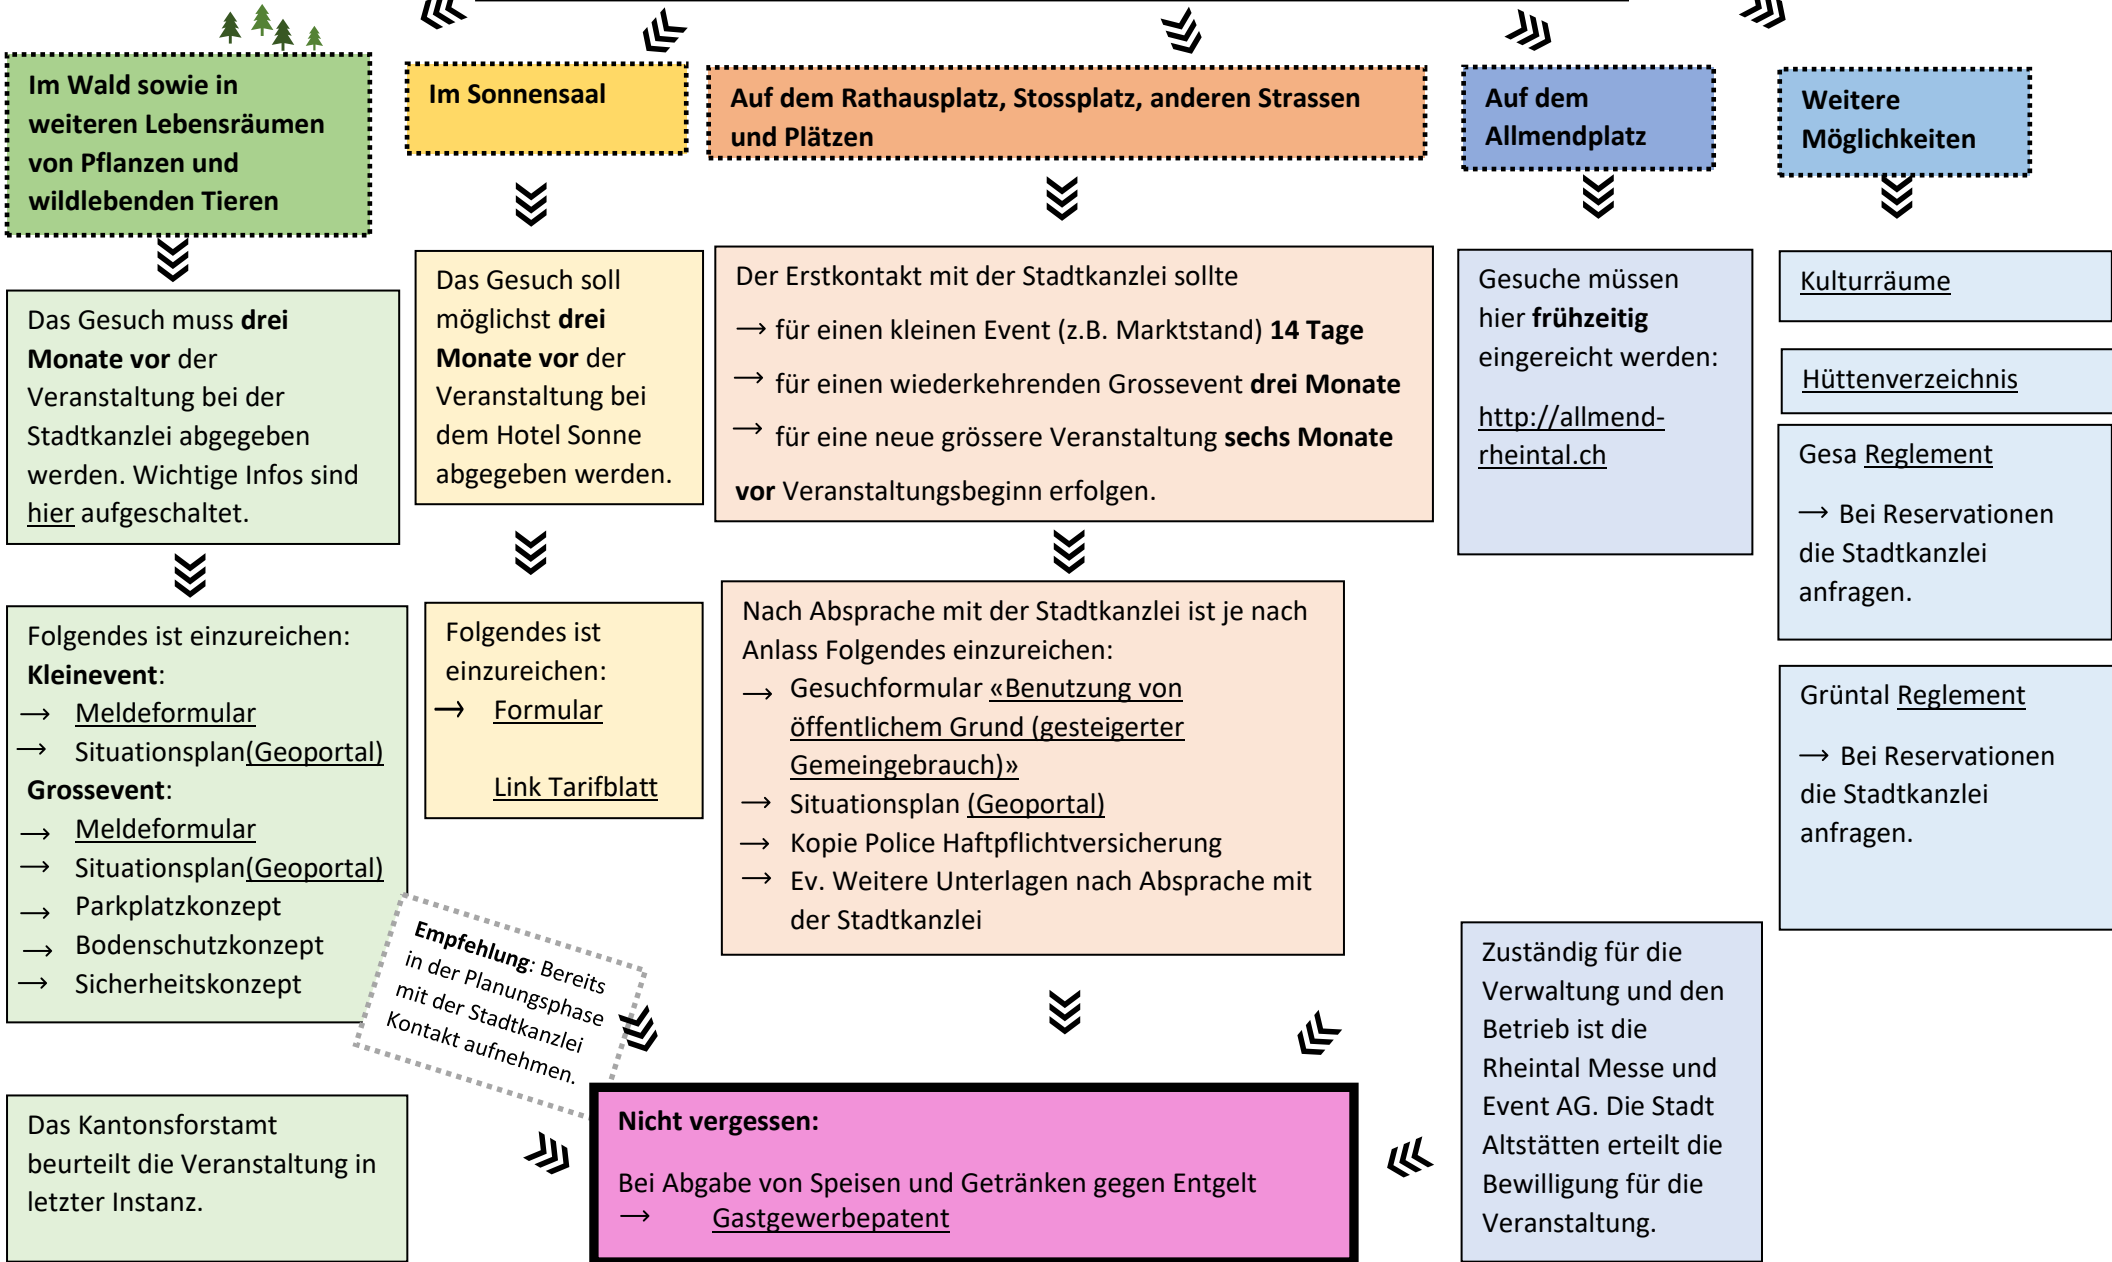 Im Wald sowie in
weiteren Lebensräumen
von Pflanzen und
wildlebenden Tieren
Das Gesuch muss drei
Monate vor der
Veranstaltung bei der
Stadtkanzlei abgegeben
werden. Wichtige Infos sind
hier aufgeschaltet.
Folgendes ist einzureichen:
Kleinevent:
→ Meldeformular
→ Situationsplan(Geoportal)
Grossevent:
→ Meldeformular
→ Situationsplan(Geoportal)
→ Parkplatzkonzept
→ Bodenschutzkonzept
→ Sicherheitskonzept
Das Kantonsforstamt
beurteilt die Veranstaltung in
letzter Instanz.
Im Sonnensaal
Das Gesuch soll
möglichst drei
Monate vor der
Veranstaltung bei
dem Hotel Sonne
abgegeben werden.
Folgendes ist
einzureichen:
→ Formular
Link Tarifblatt
Empfehlung: Bereits
in der Planungsphase
mit der Stadtkanzlei
Kontakt aufnehmen.
Auf dem Rathausplatz, Stossplatz, anderen Strassen
und Plätzen
Der Erstkontakt mit der Stadtkanzlei sollte
→ für einen kleinen Event (z.B. Marktstand) 14 Tage
→ für einen wiederkehrenden Grossevent drei Monate
→ für eine neue grössere Veranstaltung sechs Monate
vor Veranstaltungsbeginn erfolgen.
Nach Absprache mit der Stadtkanzlei ist je nach
Anlass Folgendes einzureichen:
→ Gesuchformular «Benutzung von
öffentlichem Grund (gesteigerter
Gemeingebrauch)»
→ Situationsplan (Geoportal)
→ Kopie Police Haftpflichtversicherung
→ Ev. Weitere Unterlagen nach Absprache mit
der Stadtkanzlei
Nicht vergessen:
Bei Abgabe von Speisen und Getränken gegen Entgelt
→ Gastgewerbepatent
Auf dem
Allmendplatz
Gesuche müssen
hier frühzeitig
eingereicht werden:
http://allmend-
rheintal.ch
Zuständig für die
Verwaltung und den
Betrieb ist die
Rheintal Messe und
Event AG. Die Stadt
Altstätten erteilt die
Bewilligung für die
Veranstaltung.
Weitere
Möglichkeiten
Kulturräume
Hüttenverzeichnis
Gesa Reglement
→ Bei Reservationen
die Stadtkanzlei
anfragen.
Grüntal Reglement
→ Bei Reservationen
die Stadtkanzlei
anfragen.